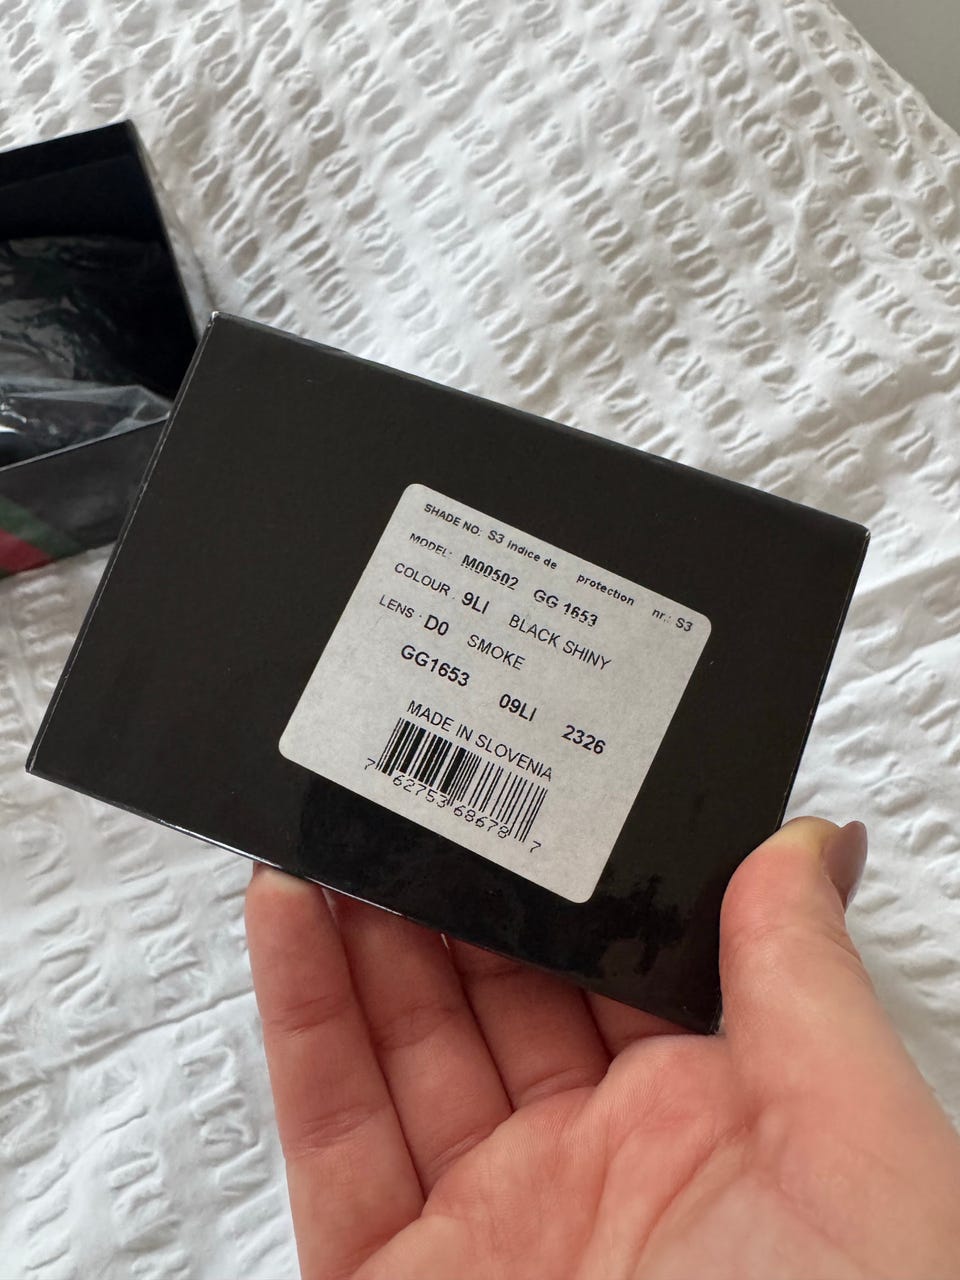 SHADE NO: S3 indice de protection nr.: S3
MODEL: M00502 GG 1653
COLOUR 9LI BLACK SHINY
LENS: D0 SMOKE
GG1653 09LI 2326
MADE IN SLOVENIA
7 62753 68678 7